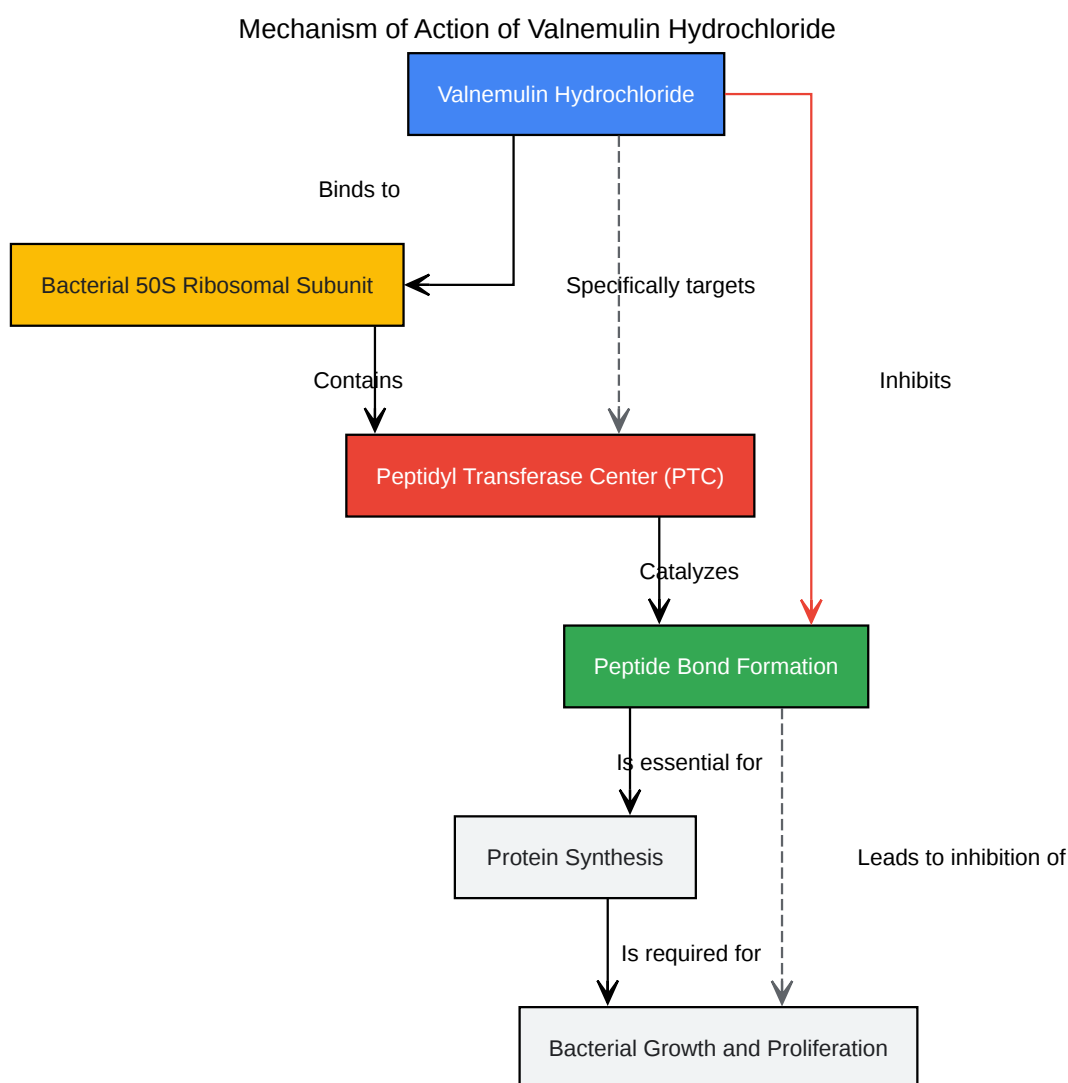 Mechanism of Action of Valnemulin Hydrochloride
Valnemulin Hydrochloride
Binds to
Bacterial 50S Ribosomal Subunit
Specifically targets
Contains
Inhibits
Peptidyl Transferase Center (PTC)
Catalyzes
Peptide Bond Formation
Is essential for
Protein Synthesis
Leads to inhibition of
Is required for
Bacterial Growth and Proliferation